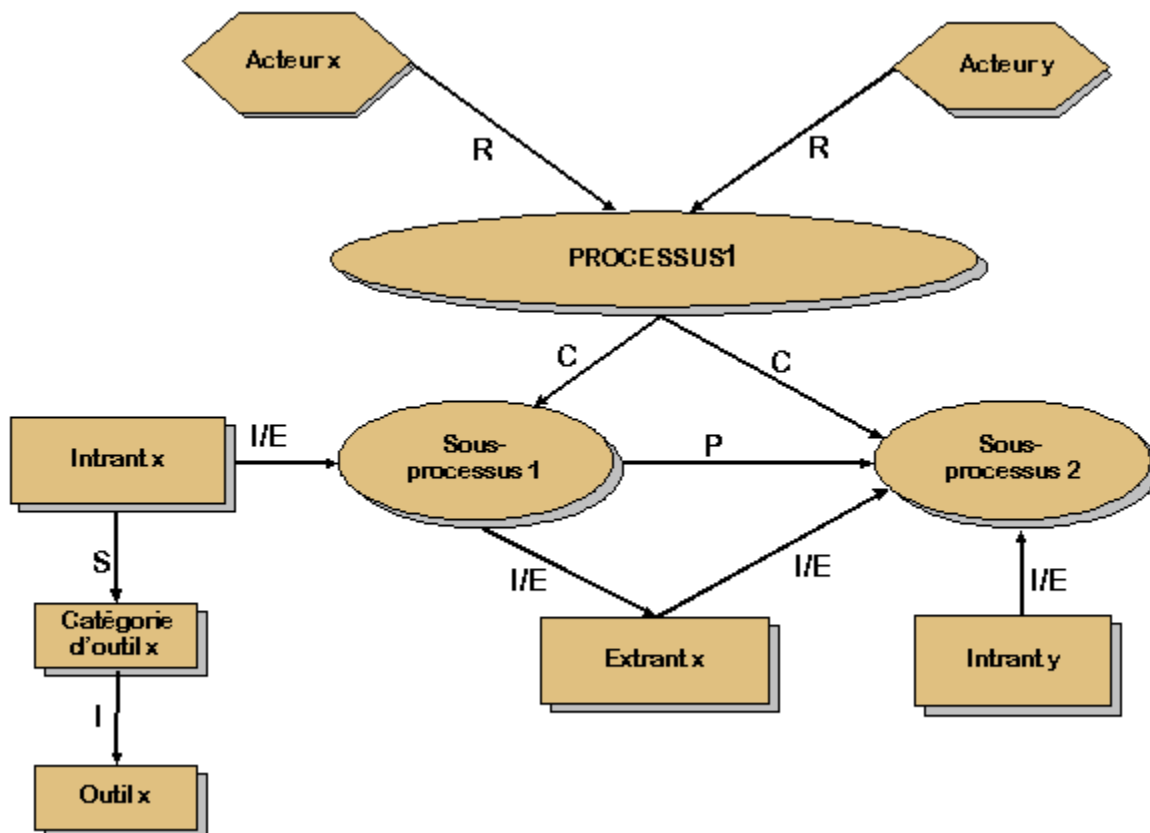 Acteur x
Acteur y
R
R
PROCESSUS1
C
C
Intrant x
I/E
Sous-
processus 1
P
Sous-
processus 2
S
I/E
I/E
I/E
Catégorie
d'outil x
Extrant x
Intrant y
I
Outil x